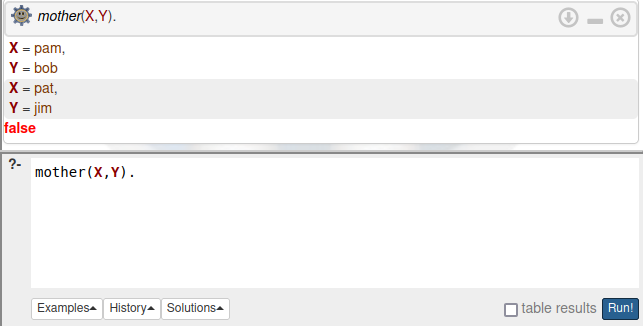 mother(X,Y).
X = pam,
Y = bob
X = pat,
Y = jim
false
?-
mother(X,Y).
Examples History Solutions table results Run!